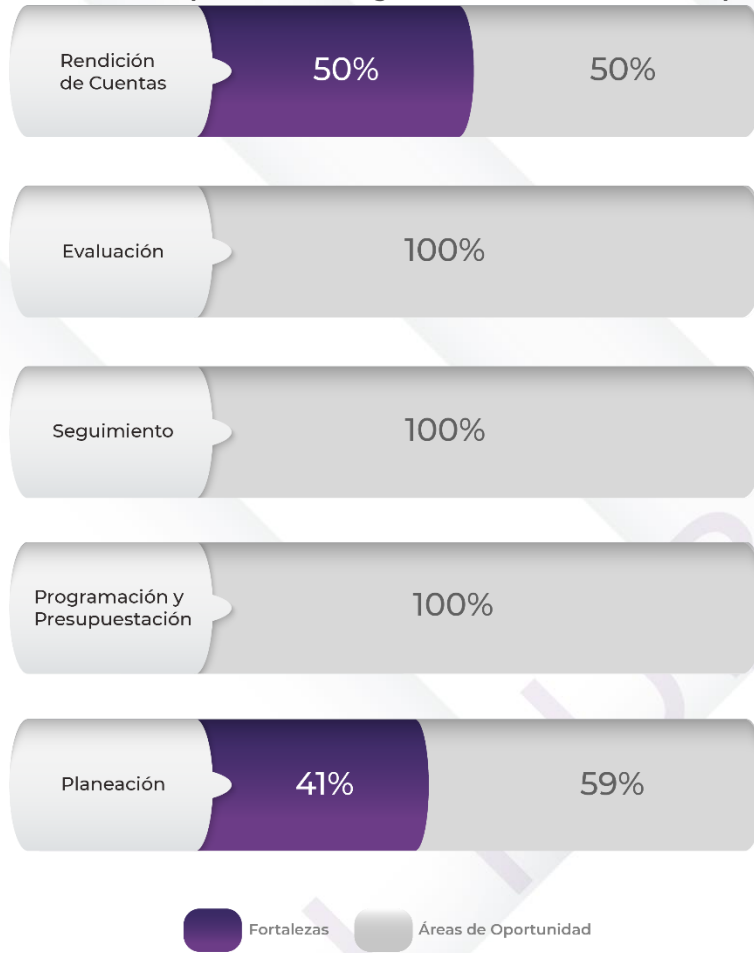 Rendición
de Cuentas
50%
50%
Evaluación
100%
Seguimiento
100%
Programación y
Presupuestación
100%
Planeación
41%
59%
Fortalezas
Áreas de Oportunidad